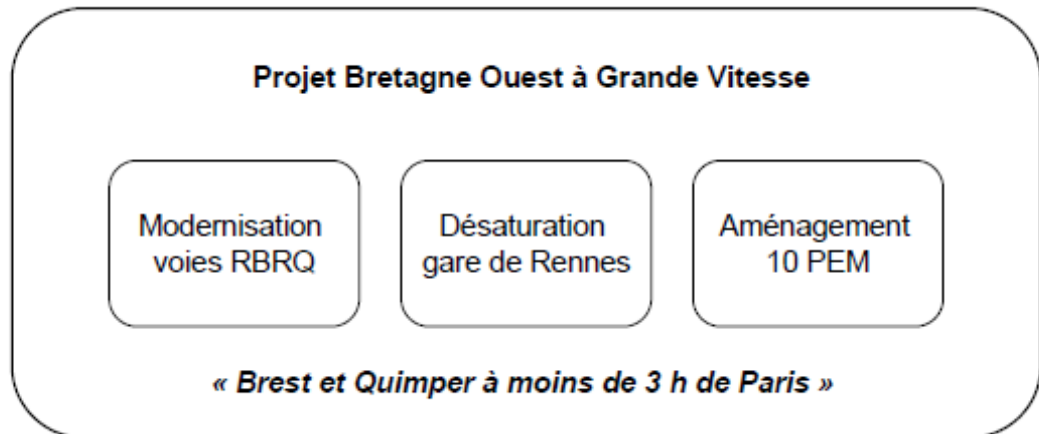 Projet Bretagne Ouest à Grande Vitesse
Modernisation
voies RBRQ
Désaturation
gare de Rennes
Aménagement
10 PEM
« Brest et Quimper à moins de 3 h de Paris »